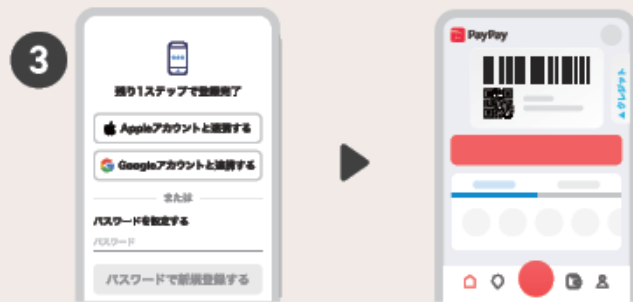 3
残り1ステップで登録完了
Appleアカウントと連携する
Googleアカウントと連携する
または
パスワードを設定する
パスワード
パスワードで新規登録する
PayPay
▲クレジット